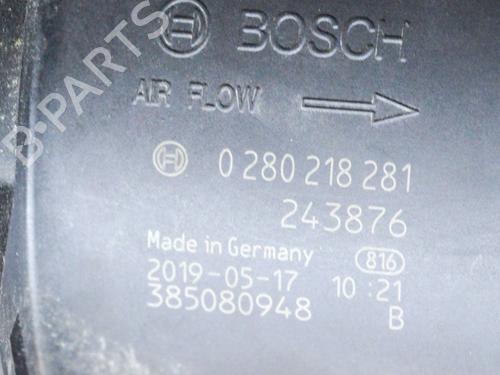 BOSCH
AIR FLOW
0 280 218 281
243876
Made in Germany 816
2019-05-17 10:21
385080948 B
B-PARTS